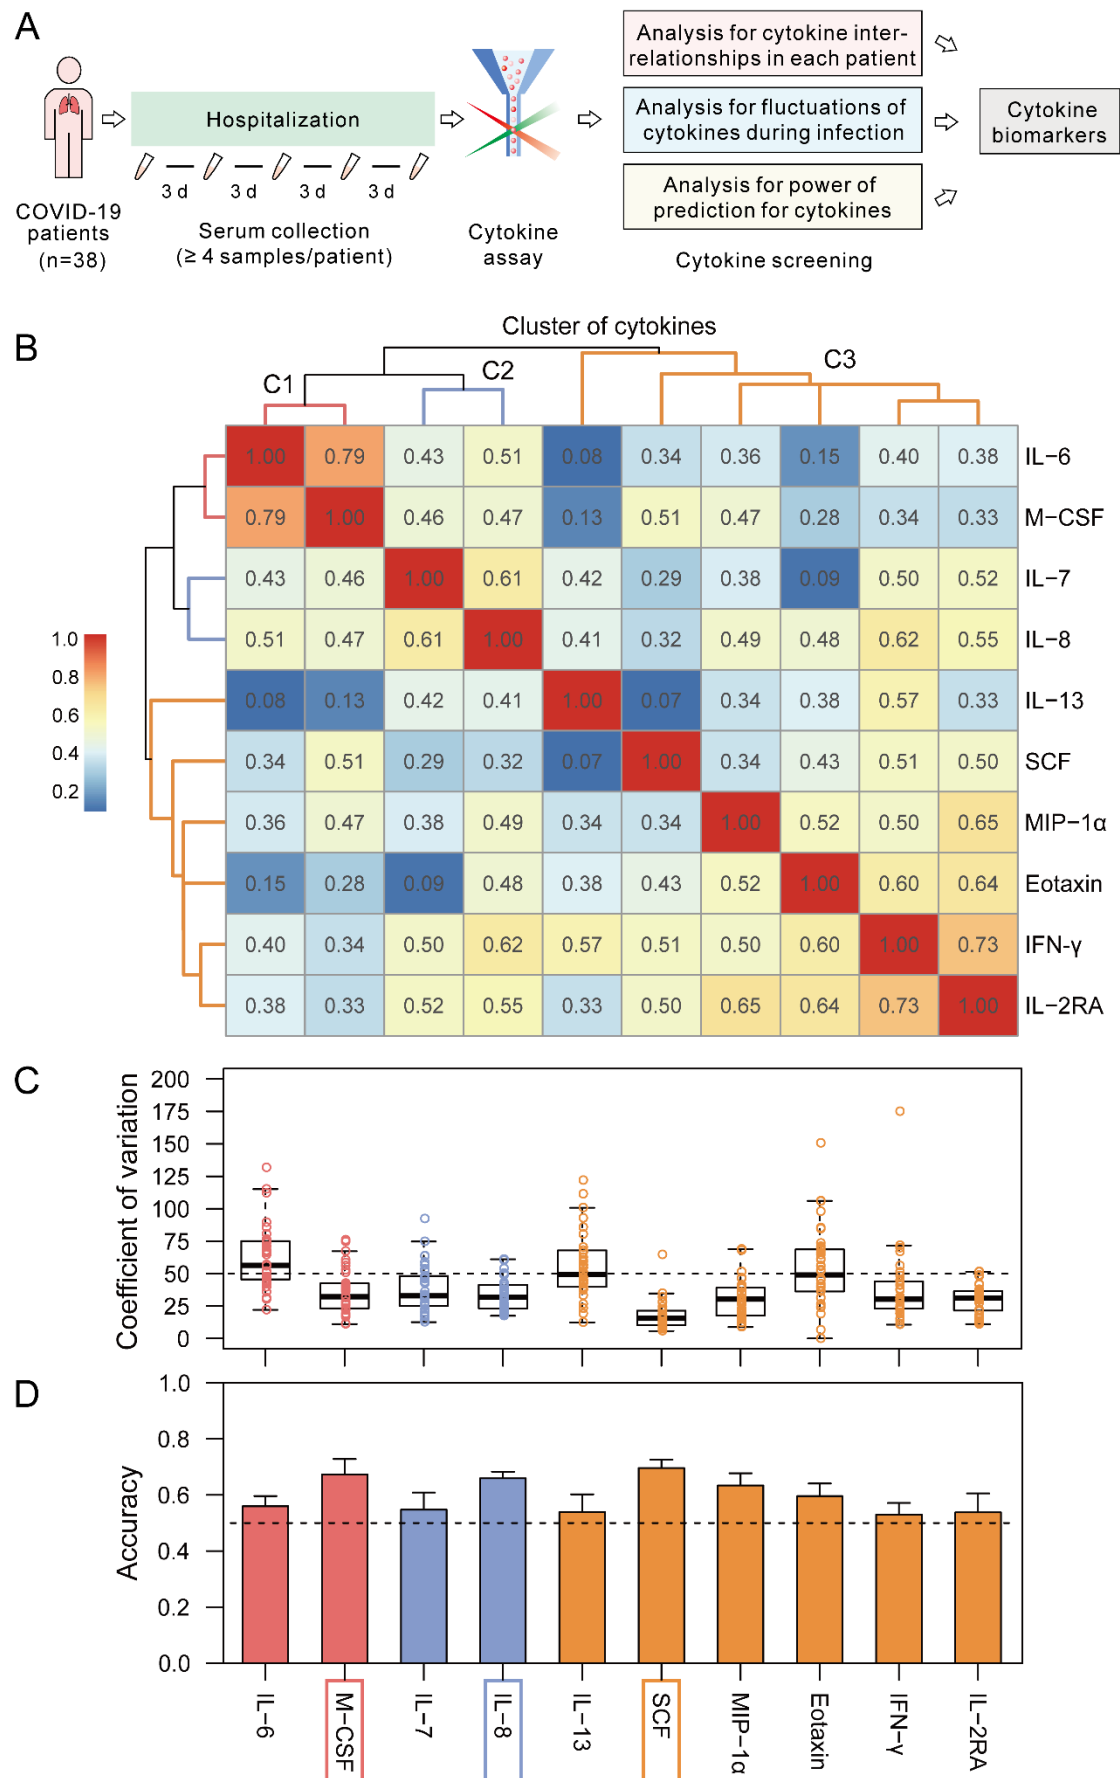 A
COVID-19
patients
(n=38)
Hospitalization
3 d 3 d 3 d 3 d
Serum collection
(≥ 4 samples/patient)
Cytokine
assay
Analysis for cytokine inter-
relationships in each patient
Analysis for fluctuations of
cytokines during infection
Analysis for power of
prediction for cytokines
Cytokine screening
Cytokine
biomarkers
B
Cluster of cytokines
C1 C2 C3
1.00 0.79 0.43 0.51 0.08 0.34 0.36 0.15 0.40 0.38 IL−6
0.79 1.00 0.46 0.47 0.13 0.51 0.47 0.28 0.34 0.33 M−CSF
0.43 0.46 1.00 0.61 0.42 0.29 0.38 0.09 0.50 0.52 IL−7
0.51 0.47 0.61 1.00 0.41 0.32 0.49 0.48 0.62 0.55 IL−8
0.08 0.13 0.42 0.41 1.00 0.07 0.34 0.38 0.57 0.33 IL−13
0.34 0.51 0.29 0.32 0.07 1.00 0.34 0.43 0.51 0.50 SCF
0.36 0.47 0.38 0.49 0.34 0.34 1.00 0.52 0.50 0.65 MIP−1α
0.15 0.28 0.09 0.48 0.38 0.43 0.52 1.00 0.60 0.64 Eotaxin
0.40 0.34 0.50 0.62 0.57 0.51 0.50 0.60 1.00 0.73 IFN-γ
0.38 0.33 0.52 0.55 0.33 0.50 0.65 0.64 0.73 1.00 IL−2RA
1.0
0.8
0.6
0.4
0.2
C
Coefficient of variation
200
175
150
125
100
75
50
25
0
D
Accuracy
1.0
0.8
0.6
0.4
0.2
0.0
IL−6
M−CSF
IL−7
IL−8
IL−13
SCF
MIP−1α
Eotaxin
IFN−γ
IL−2RA